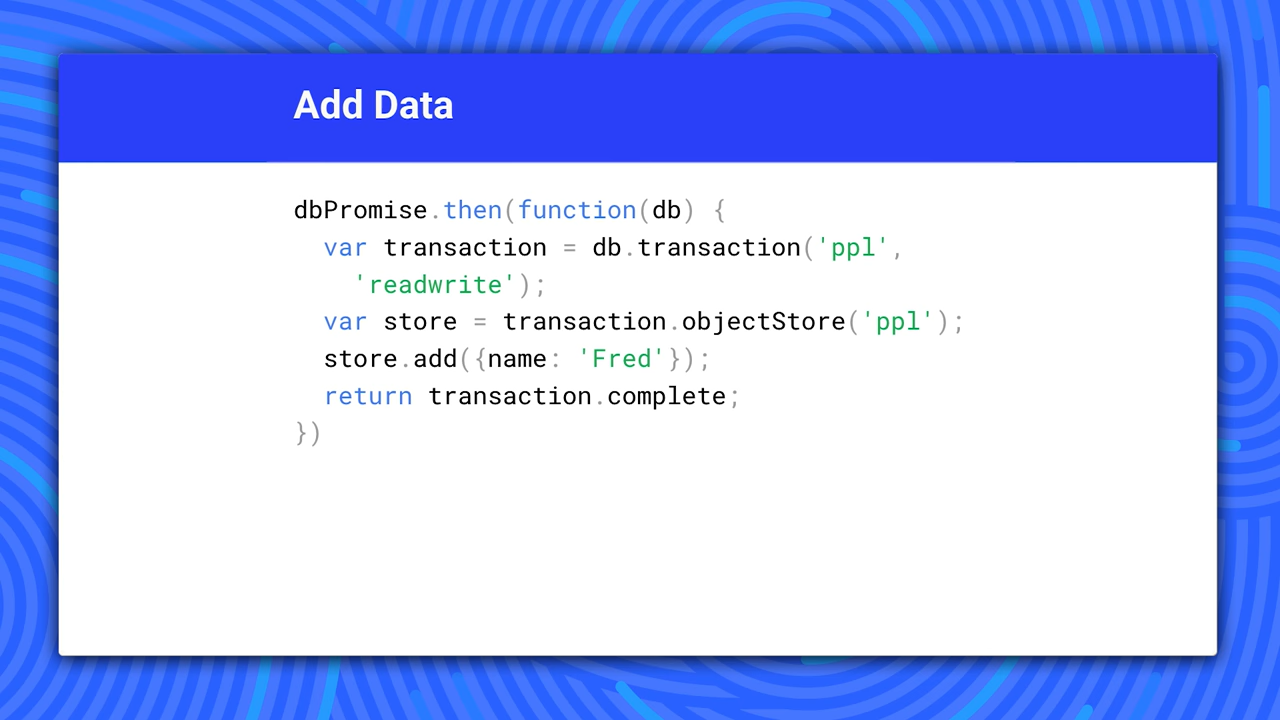 Add Data
dbPromise.then(function(db) {
  var transaction = db.transaction('ppl',
    'readwrite');
  var store = transaction.objectStore('ppl');
  store.add({name: 'Fred'});
  return transaction.complete;
})